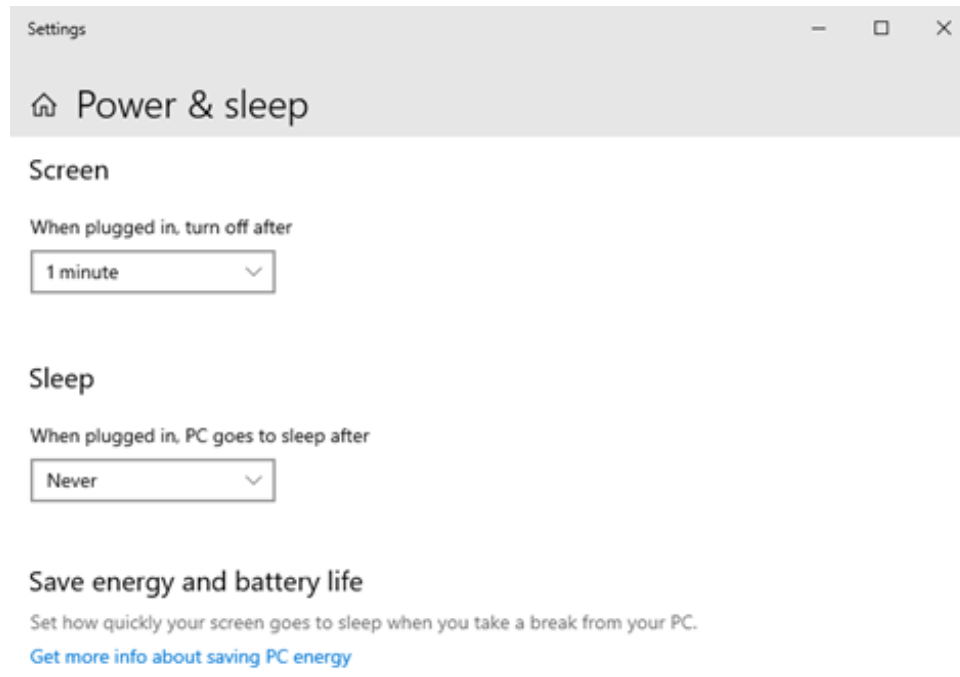 Settings
Power & sleep
Screen
When plugged in, turn off after
1 minute
Sleep
When plugged in, PC goes to sleep after
Never
Save energy and battery life
Set how quickly your screen goes to sleep when you take a break from your PC.
Get more info about saving PC energy